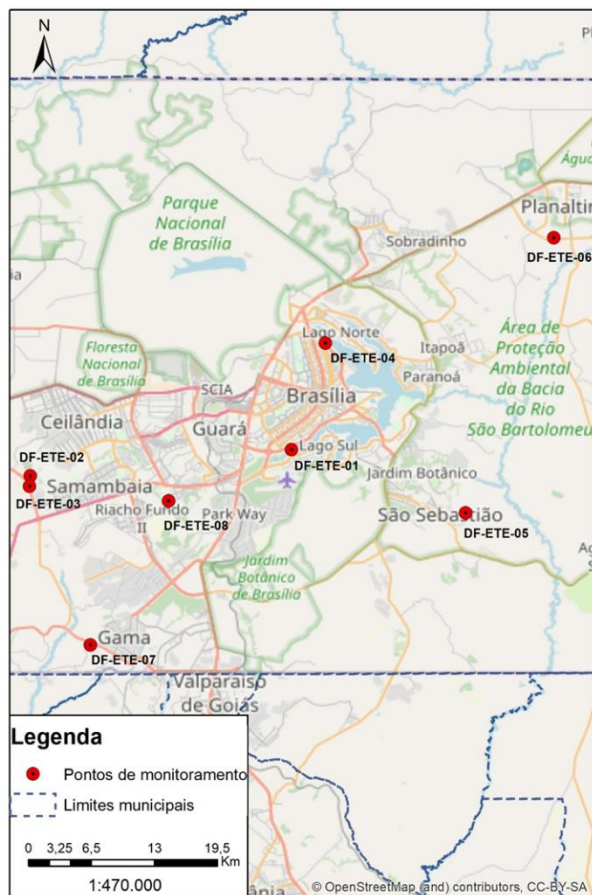 N
Pl
Parque
Nacional
de Brasília
Água
Planaltin
Sobradinho
DF-ETE-06
ia
Lago Norte
DF-ETE-04
Floresta
Nacional
de Brasília
Itapoã
Área de
Proteção
Ambiental
da Bacia
do Rio
São Bartolomeu
SCIA
Brasília
Paranoá
Ceilândia
Guará
Lago Sul
DF-ETE-01
DF-ETE-02
Samambaia
DF-ETE-03
Jardim Botânico
Riacho Fundo
II
Park Way
DF-ETE-08
São Sebastião
DF-ETE-05
Jardim
Botânico
de Brasília
Ag
S
Gama
DF-ETE-07
Valparaíso
de Goiás
Legenda
Pontos de monitoramento
Limites municipais
0 3,25 6,5 13 19,5
Km
1:470.000
ânia
© OpenStreetMap (and) contributors, CC-BY-SA